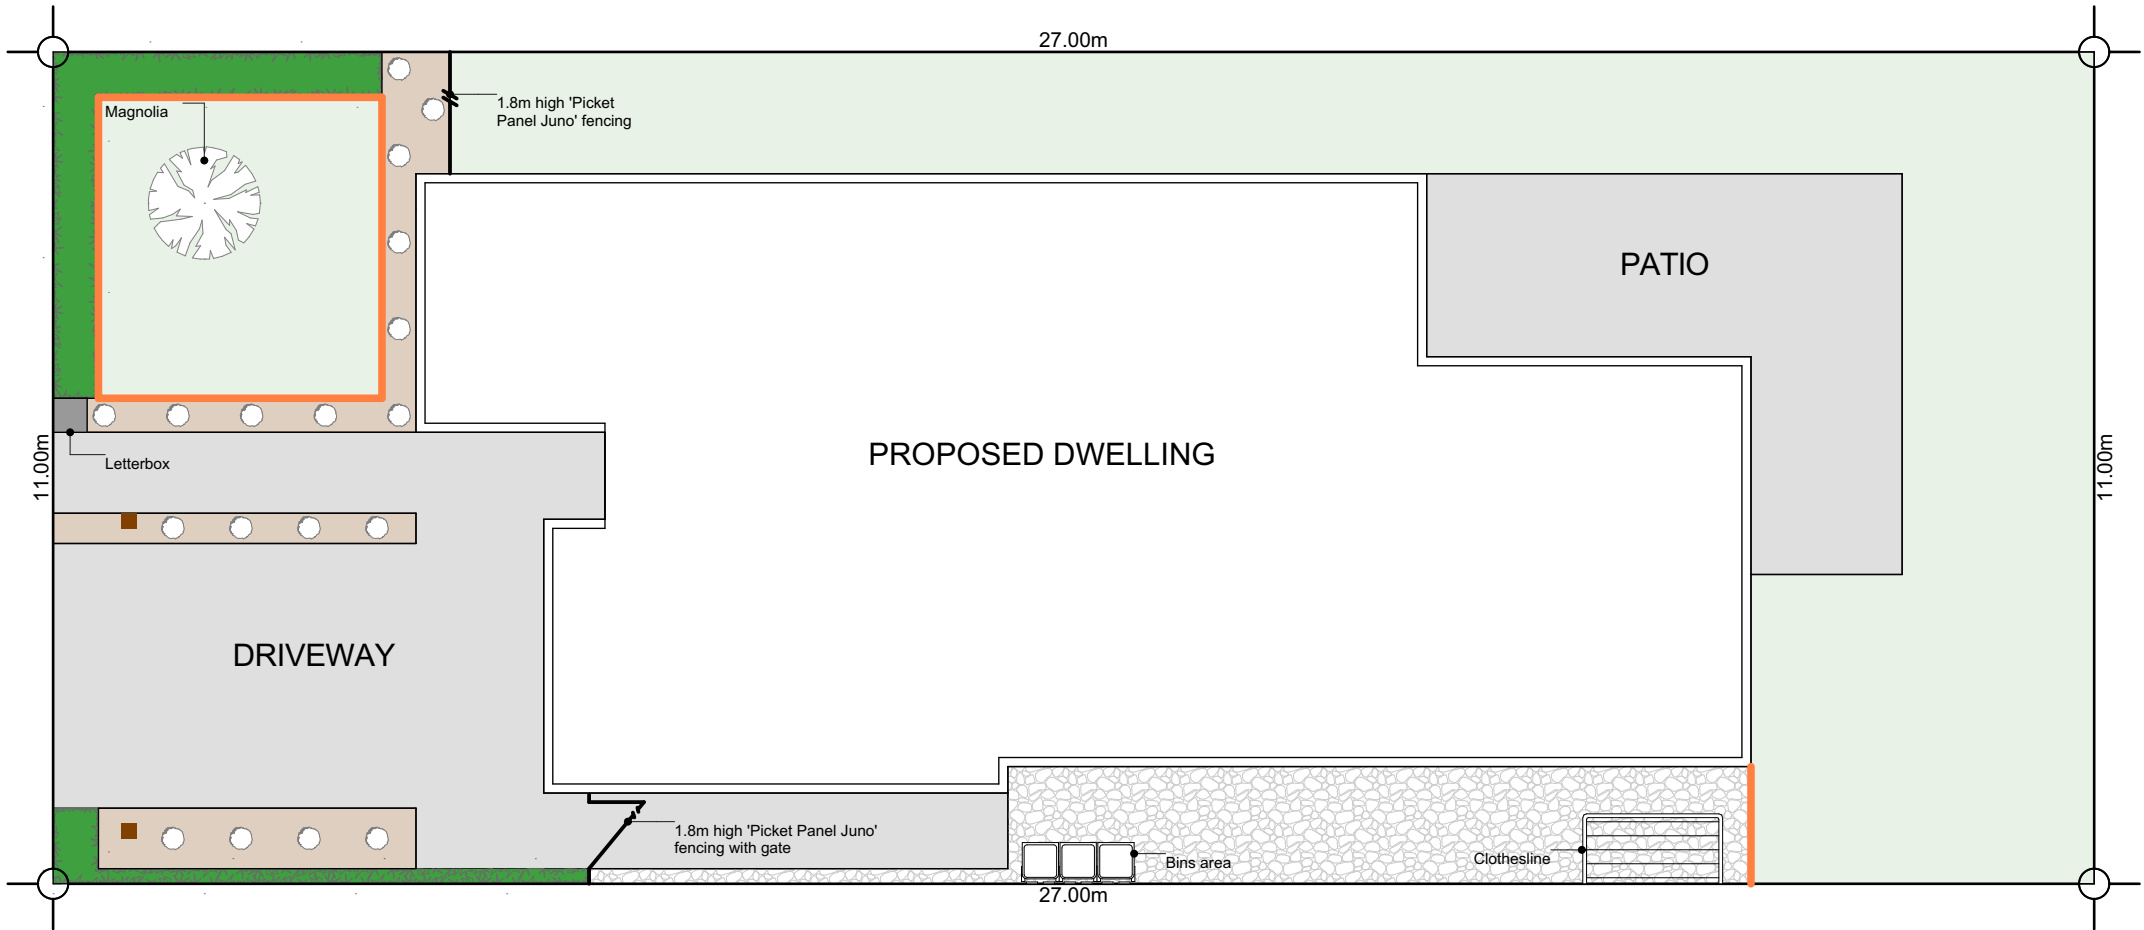 27.00m
Magnolia
1.8m high 'Picket
Panel Juno' fencing
PATIO
PROPOSED DWELLING
11.00m
11.00m
Letterbox
DRIVEWAY
1.8m high 'Picket Panel Juno'
fencing with gate
Bins area
Clothesline
27.00m